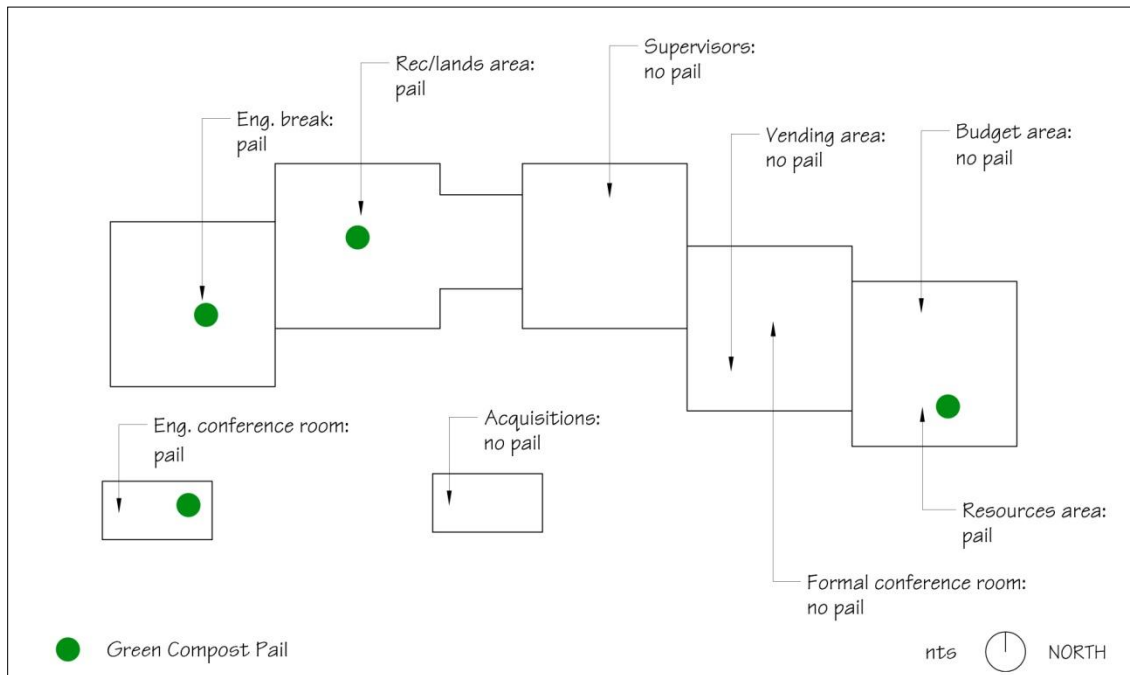 Supervisors:
no pail
Rec/lands area:
pail
Eng. break:
pail
Vending area:
no pail
Budget area:
no pail
Eng. conference room:
pail
Acquisitions:
no pail
Resources area:
pail
Formal conference room:
no pail
Green Compost Pail
nts
NORTH